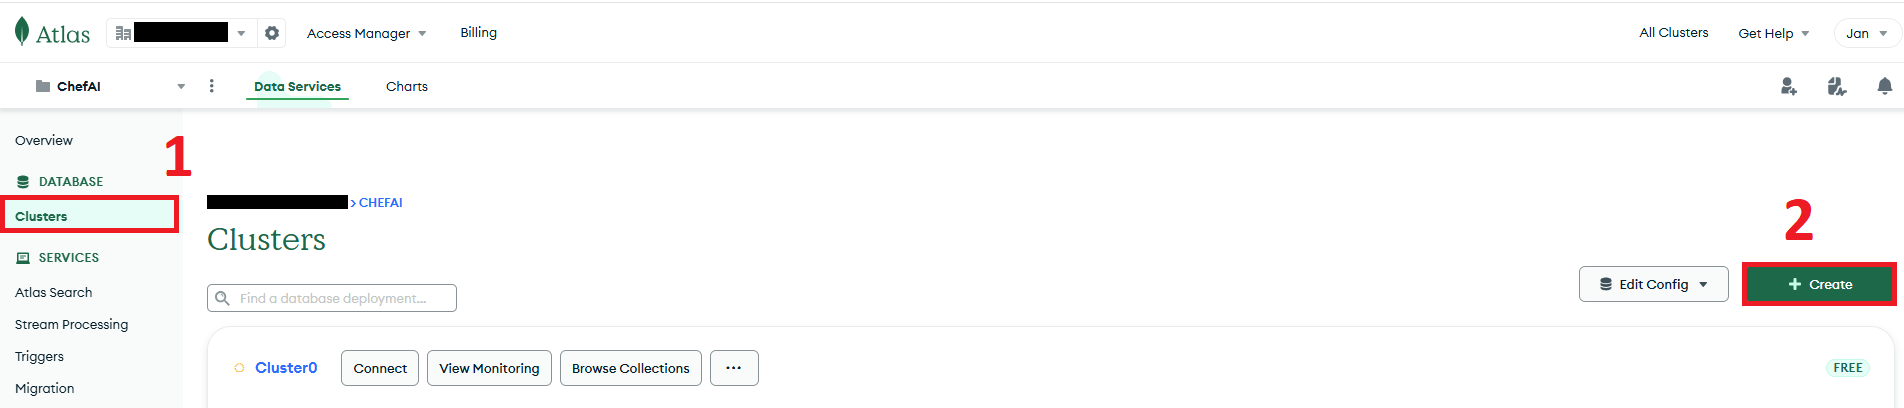 Atlas Access Manager Billing All Clusters Get Help Jan
ChefAI Data Services Charts
Overview
1
DATABASE
Clusters
SERVICES
Atlas Search
Stream Processing
Triggers
Migration
> CHEFAI
Clusters
2
Find a database deployment...
Edit Config + Create
Cluster0 Connect View Monitoring Browse Collections ... FREE